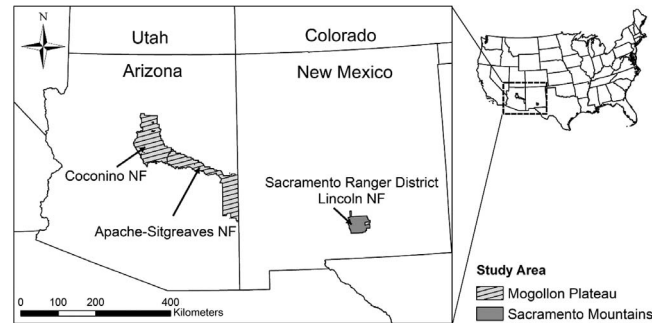 N
Utah
Colorado
Arizona
New Mexico
Coconino NF
Sacramento Ranger District
Lincoln NF
Apache-Sitgreaves NF
0 100 200 400
Kilometers
Study Area
Mogollon Plateau
Sacramento Mountains